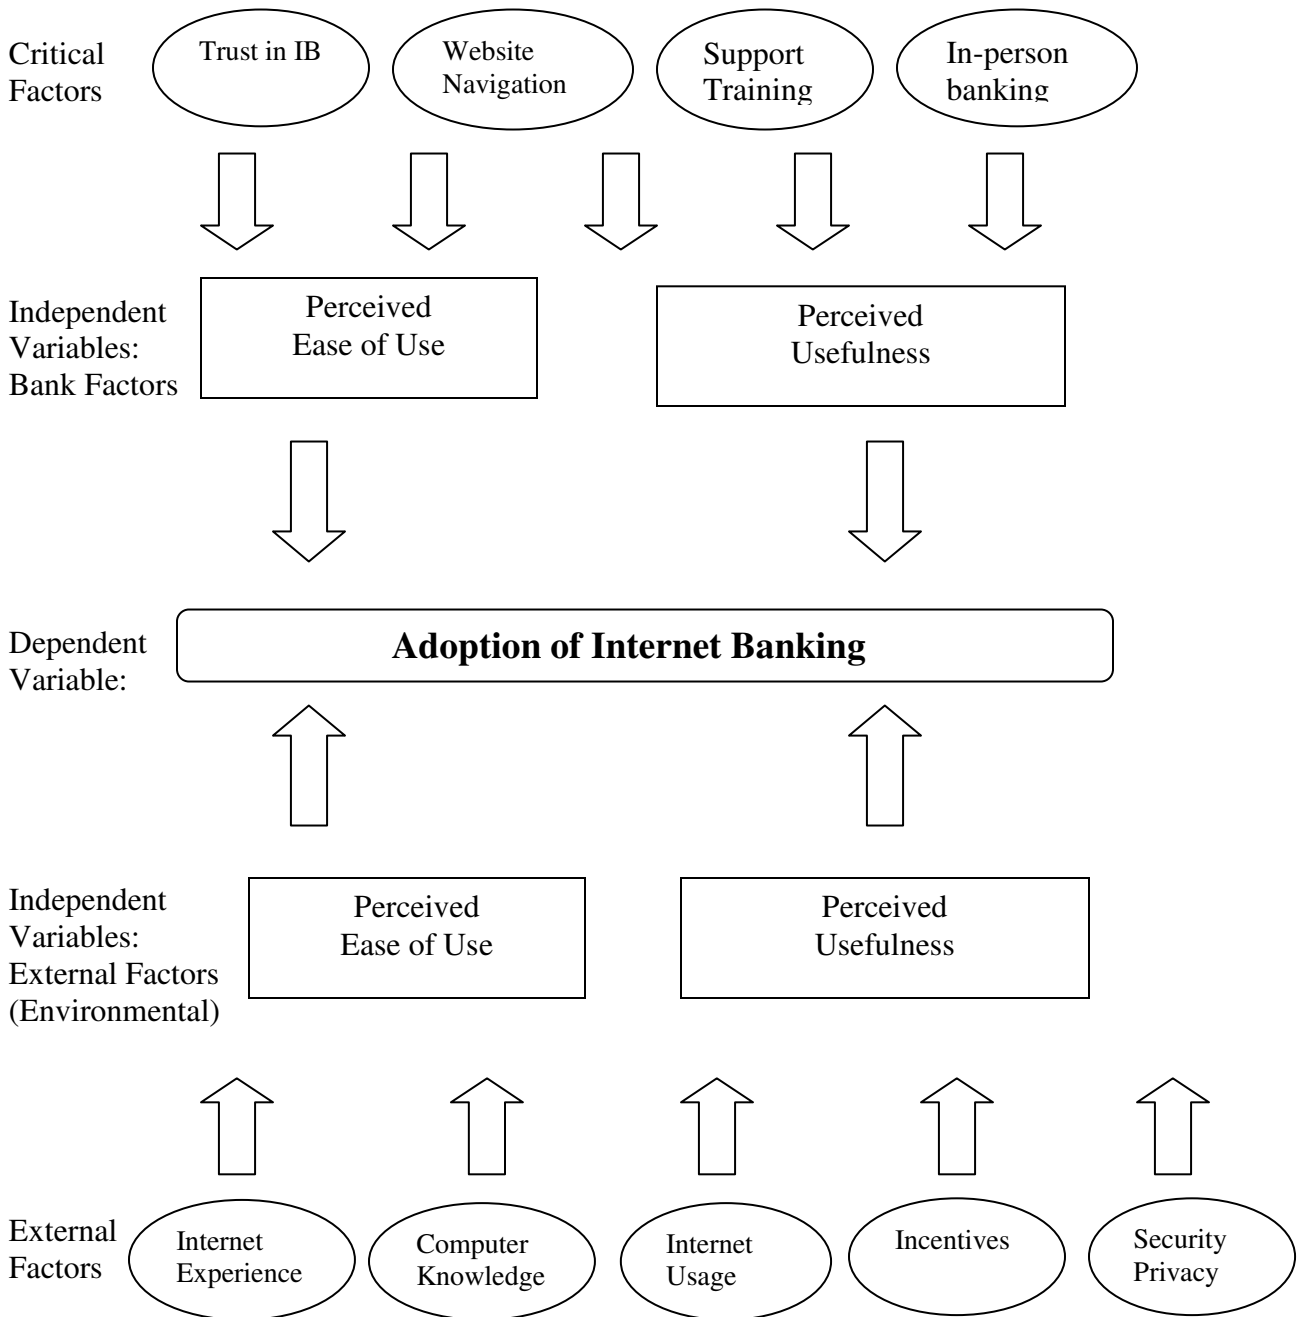 Critical
Factors
Trust in IB
Website
Navigation
Support
Training
In-person
banking
Independent
Variables:
Bank Factors
Perceived
Ease of Use
Perceived
Usefulness
Dependent
Variable:
Adoption of Internet Banking
Independent
Variables:
External Factors
(Environmental)
Perceived
Ease of Use
Perceived
Usefulness
External
Factors
Internet
Experience
Computer
Knowledge
Internet
Usage
Incentives
Security
Privacy